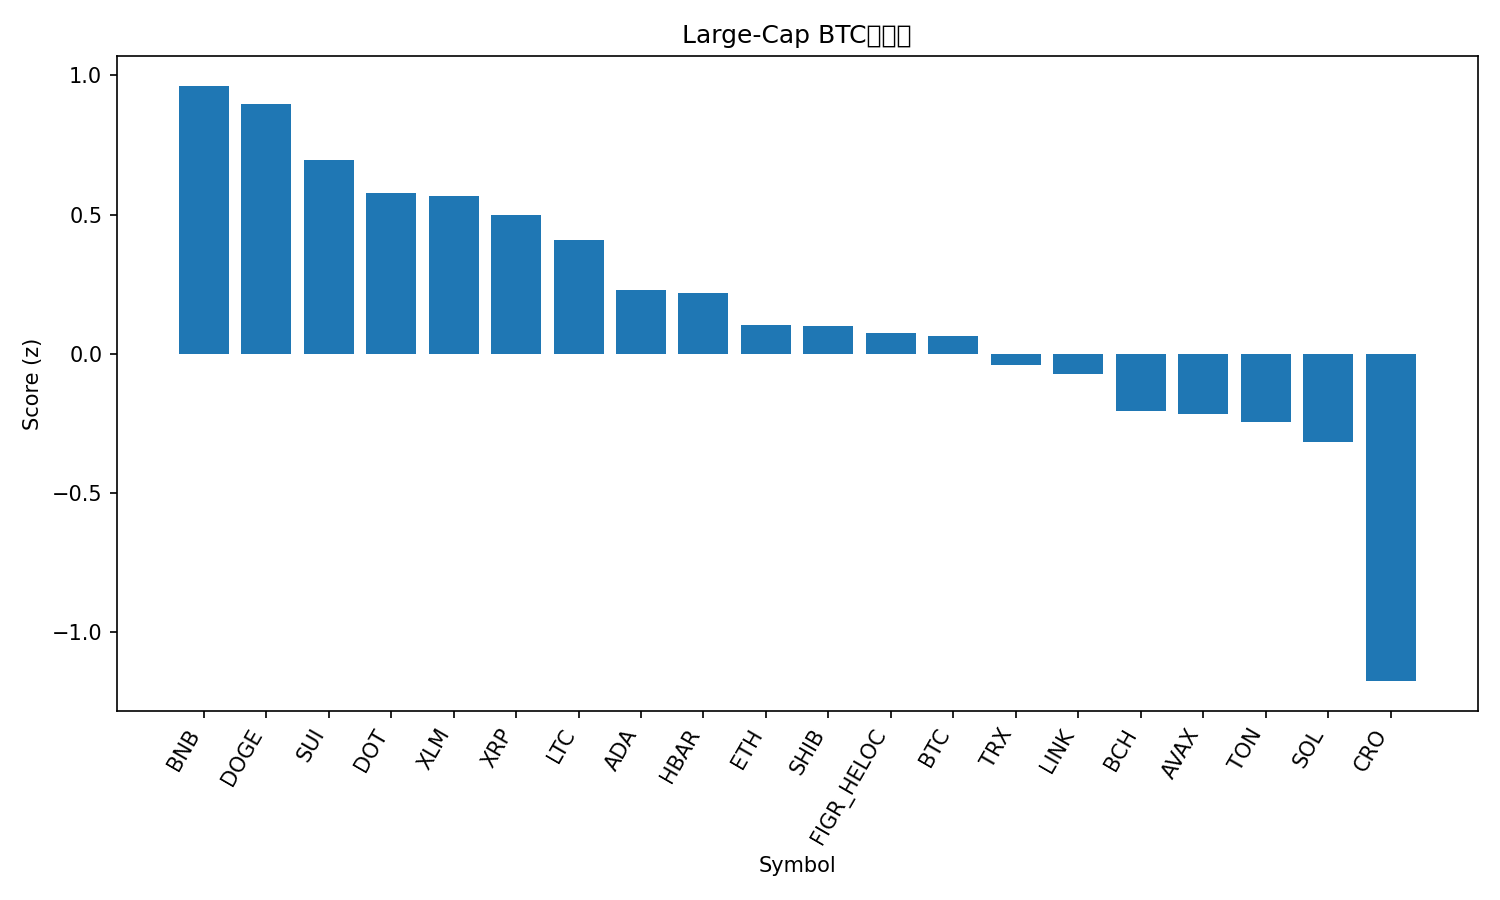 Large-Cap BTC
1.0
0.5
0.0
−0.5
−1.0
Score (z)
BNB
DOGE
SUI
DOT
XLM
XRP
LTC
ADA
HBAR
ETH
SHIB
FIGR_HELOC
BTC
TRX
LINK
BCH
AVAX
TON
SOL
CRO
Symbol